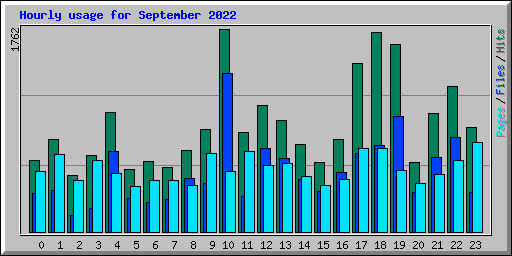 Hourly usage for September 2022
1762
Pages/Files/Hits
0 1 2 3 4 5 6 7 8 9 10 11 12 13 14 15 16 17 18 19 20 21 22 23